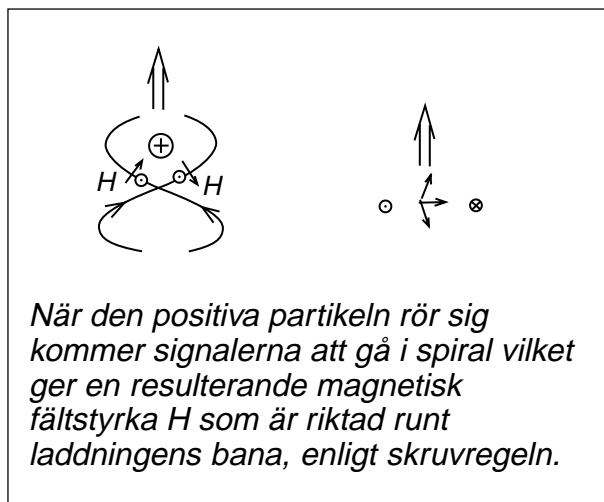 H H
När den positiva partikeln rör sig
kommer signalerna att gå i spiral vilket
ger en resulterande magnetisk
fältstyrka H som är riktad runt
laddningens bana, enligt skruvregeln.